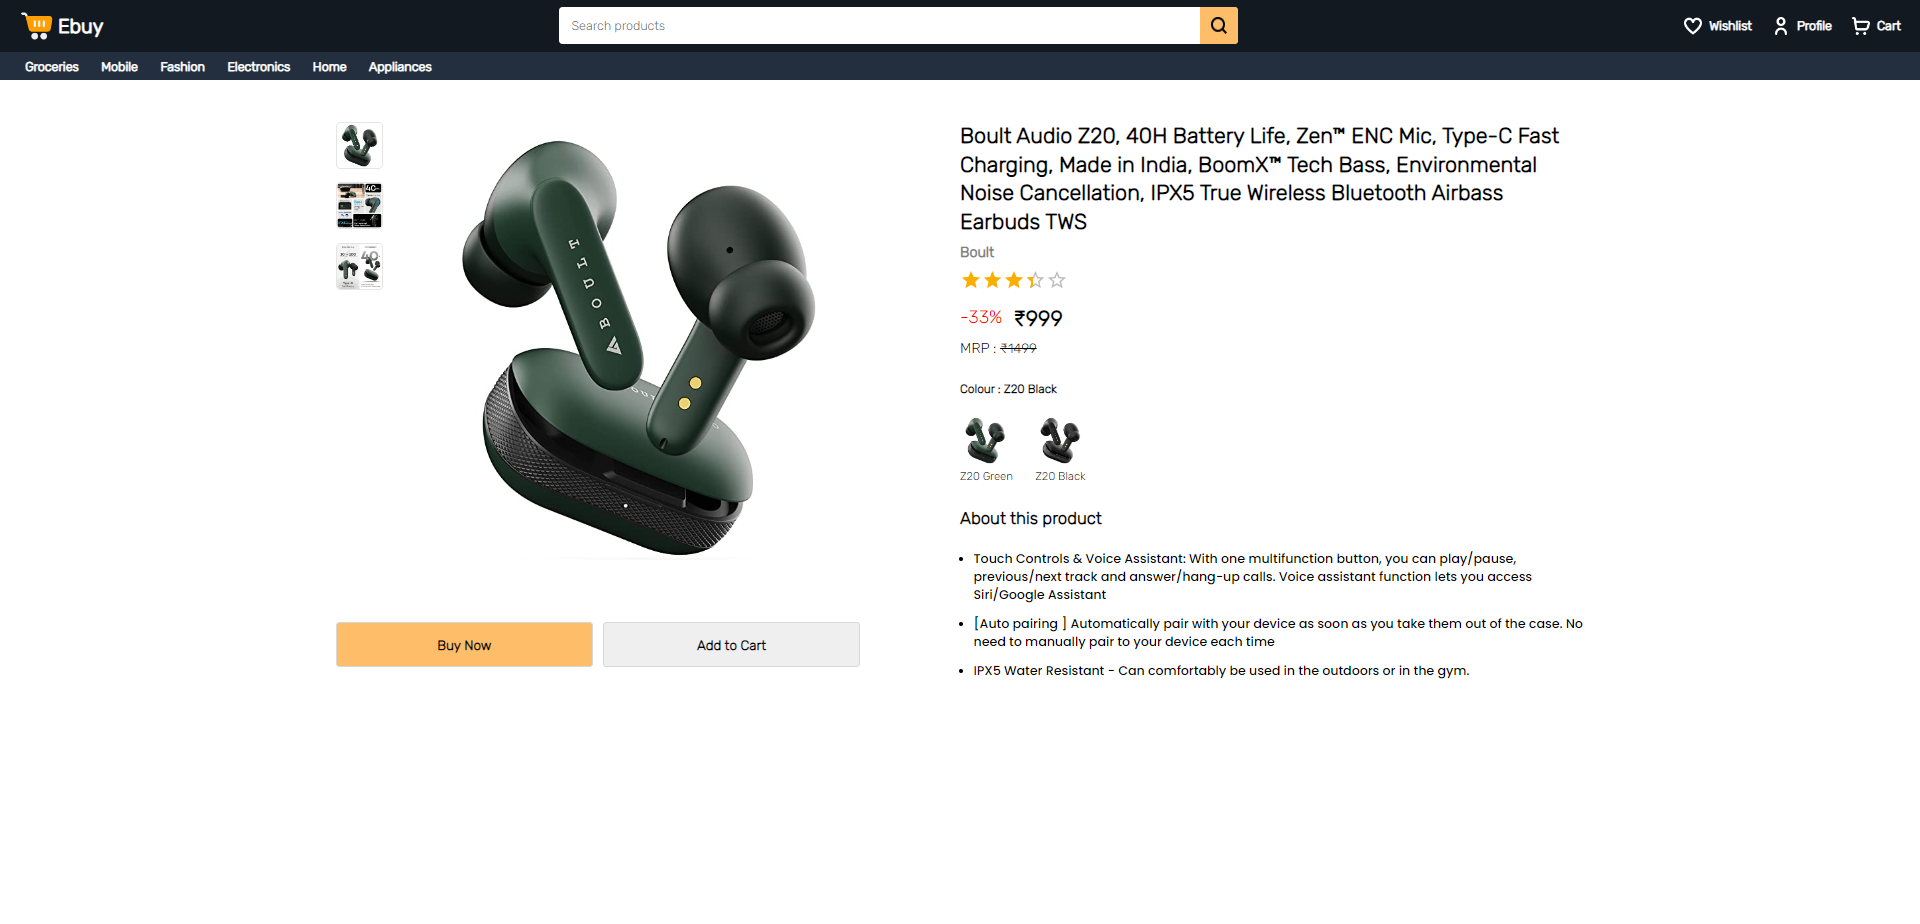 Ebuy
Search products
Wishlist
Profile
Cart
Groceries
Mobile
Fashion
Electronics
Home
Appliances
BOULT
Buy Now
Add to Cart
Boult Audio Z20, 40H Battery Life, Zen™ ENC Mic, Type-C Fast
Charging, Made in India, BoomX™ Tech Bass, Environmental
Noise Cancellation, IPX5 True Wireless Bluetooth Airbass
Earbuds TWS
Boult
-33% ₹999
MRP : ₹1499
Colour : Z20 Black
Z20 Green
Z20 Black
About this product
• Touch Controls & Voice Assistant: With one multifunction button, you can play/pause,
previous/next track and answer/hang-up calls. Voice assistant function lets you access
Siri/Google Assistant
• [Auto pairing ] Automatically pair with your device as soon as you take them out of the case. No
need to manually pair to your device each time
• IPX5 Water Resistant - Can comfortably be used in the outdoors or in the gym.